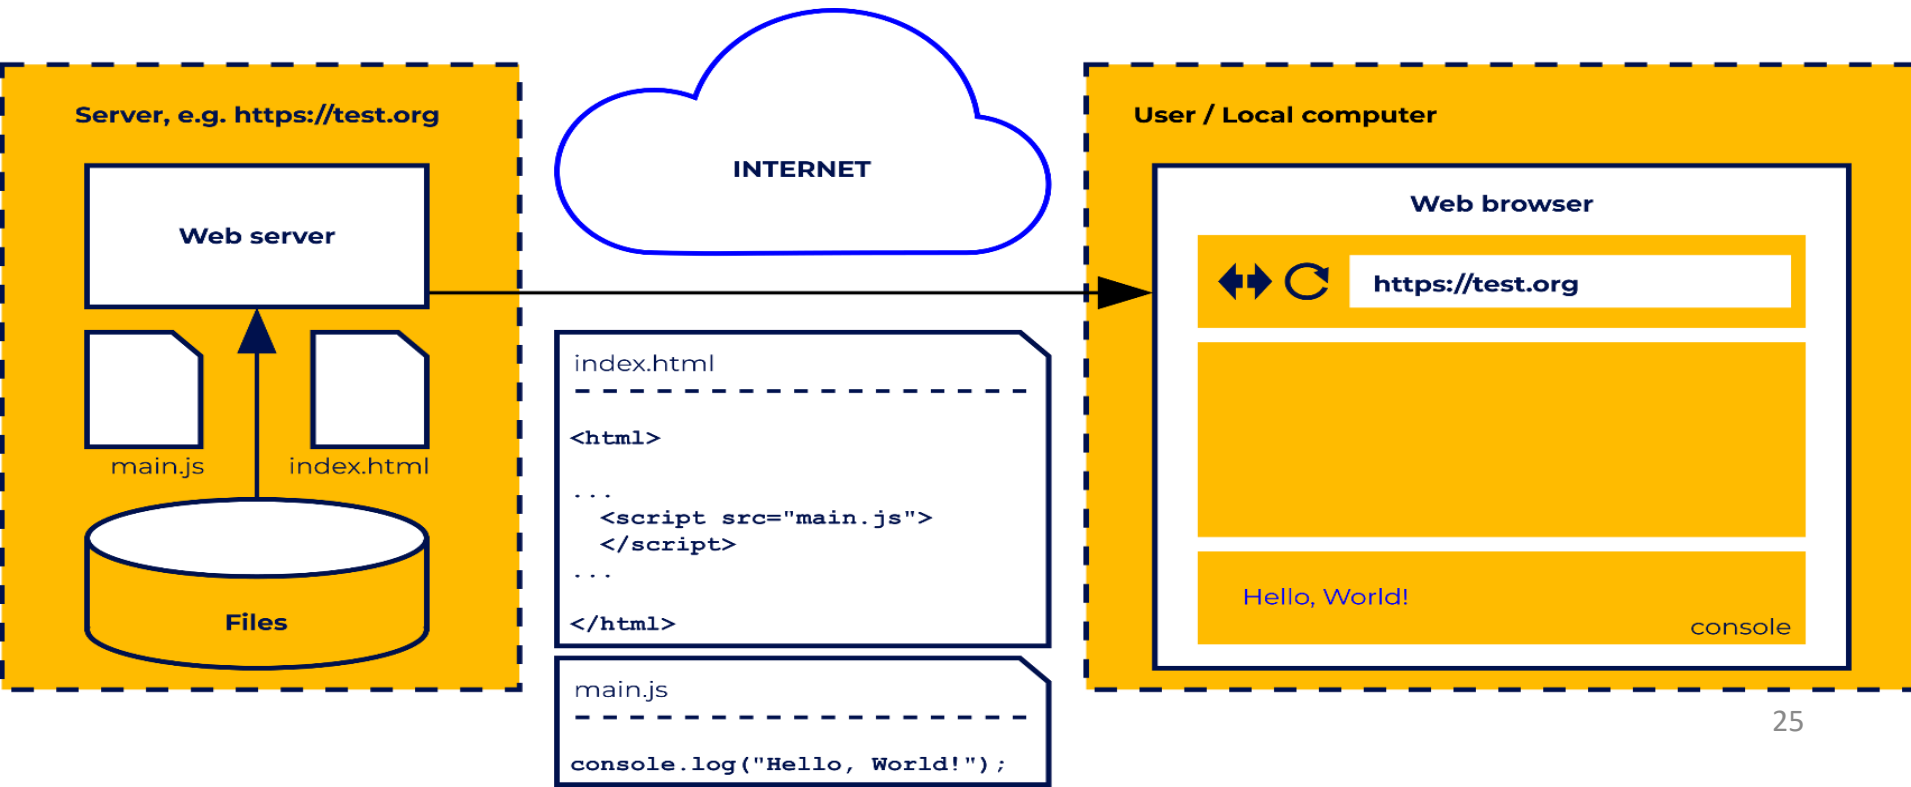 Server, e.g. https://test.org
Web server
main.js
index.html
Files
INTERNET
index.html
<html>
...
<script src="main.js">
</script>
...
</html>
main.js
console.log("Hello, World!");
User / Local computer
Web browser
https://test.org
Hello, World!
console
25